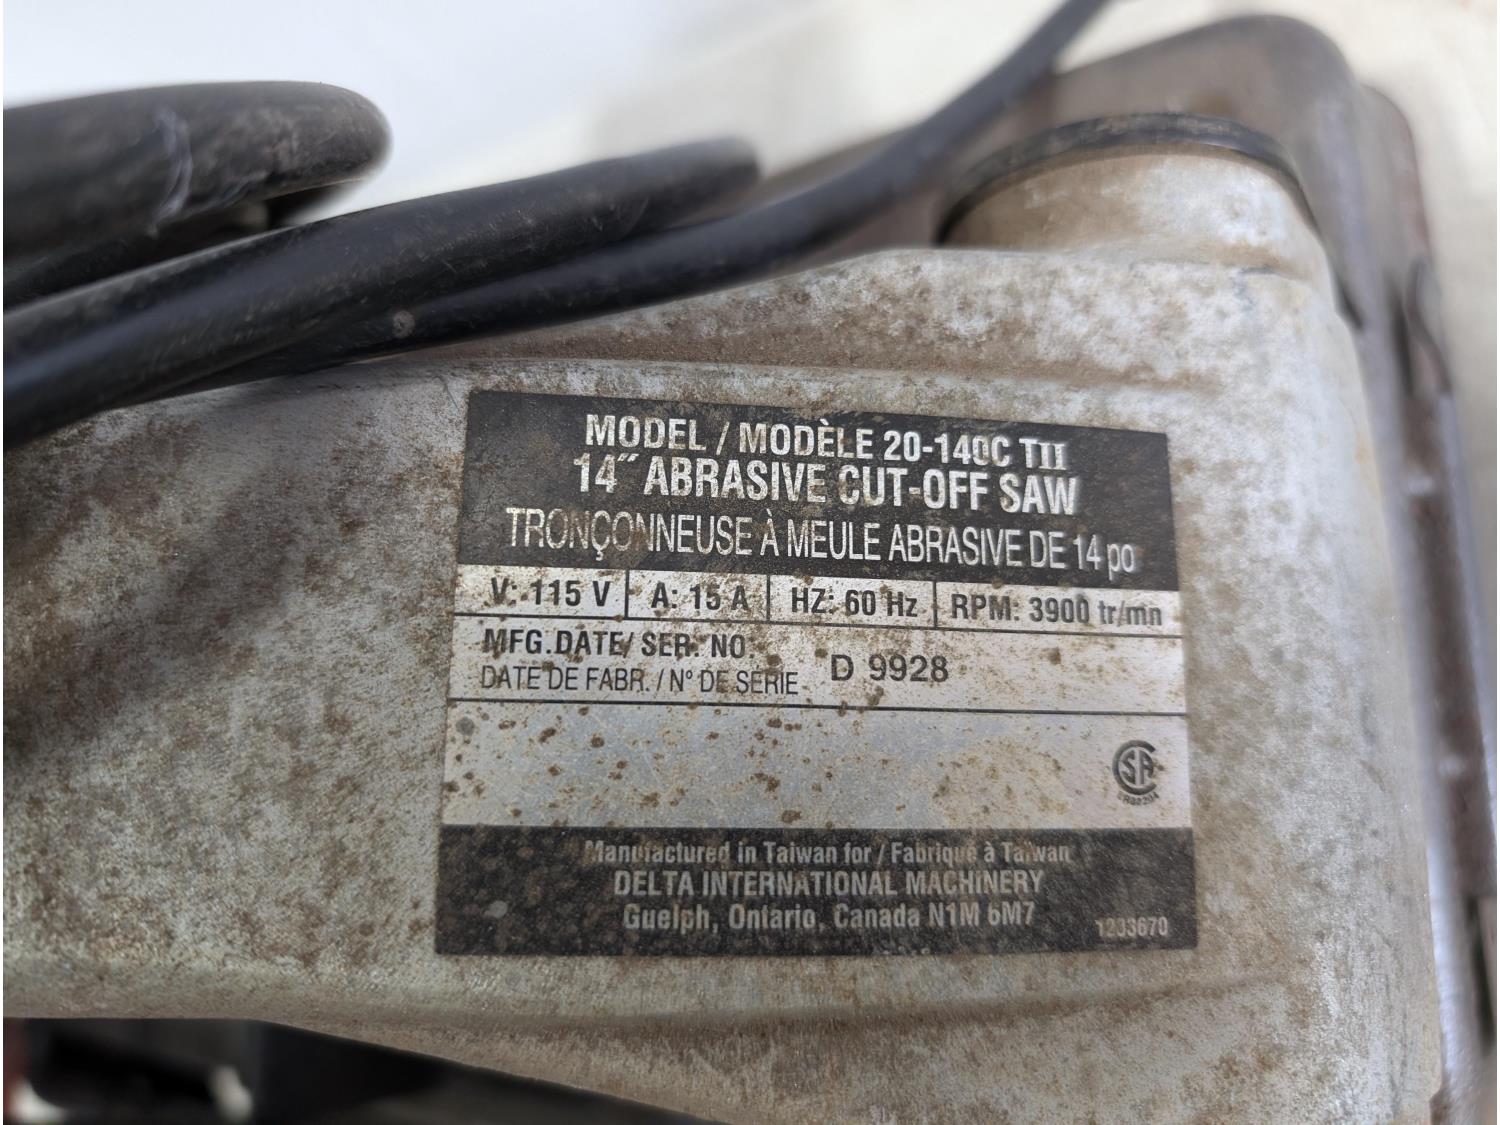 MODEL / MODÈLE 20-140C TII
14″ ABRASIVE CUT-OFF SAW
TRONÇONNEUSE À MEULE ABRASIVE DE 14 po
V: 115 V A: 15 A HZ: 60 Hz RPM: 3900 tr/mn
MFG.DATE/ SER. NO.
DATE DE FABR. / N° DE SÉRIE D 9928
Manufactured in Taiwan for / Fabriqué à Taïwan
DELTA INTERNATIONAL MACHINERY
Guelph, Ontario, Canada N1M 6M7
1233670